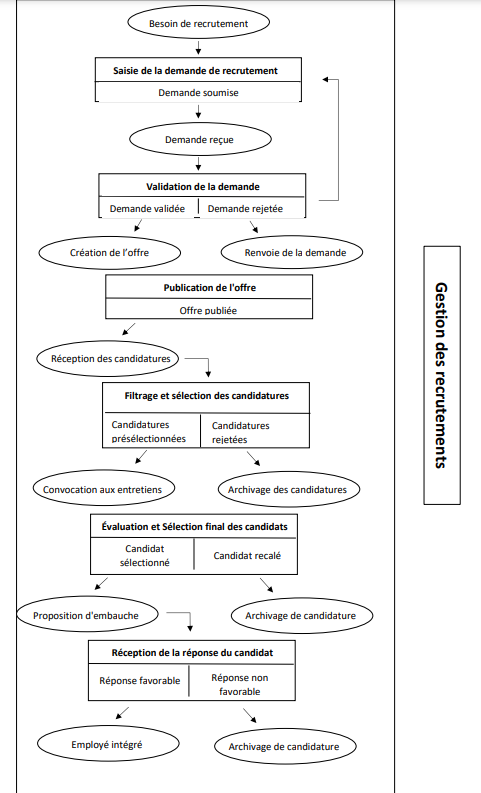 Besoin de recrutement
Saisie de la demande de recrutement
Demande soumise
Demande reçue
Validation de la demande
Demande validée
Demande rejetée
Création de l'offre
Renvoie de la demande
Publication de l'offre
Offre publiée
Réception des candidatures
Filtrage et sélection des candidatures
Candidatures
présélectionnées
Candidatures
rejetées
Convocation aux entretiens
Archivage des candidatures
Évaluation et Sélection final des candidats
Candidat
sélectionné
Candidat recalé
Proposition d'embauche
Archivage de candidature
Réception de la réponse du candidat
Réponse favorable
Réponse non
favorable
Employé intégré
Archivage de candidature
Gestion des recrutements